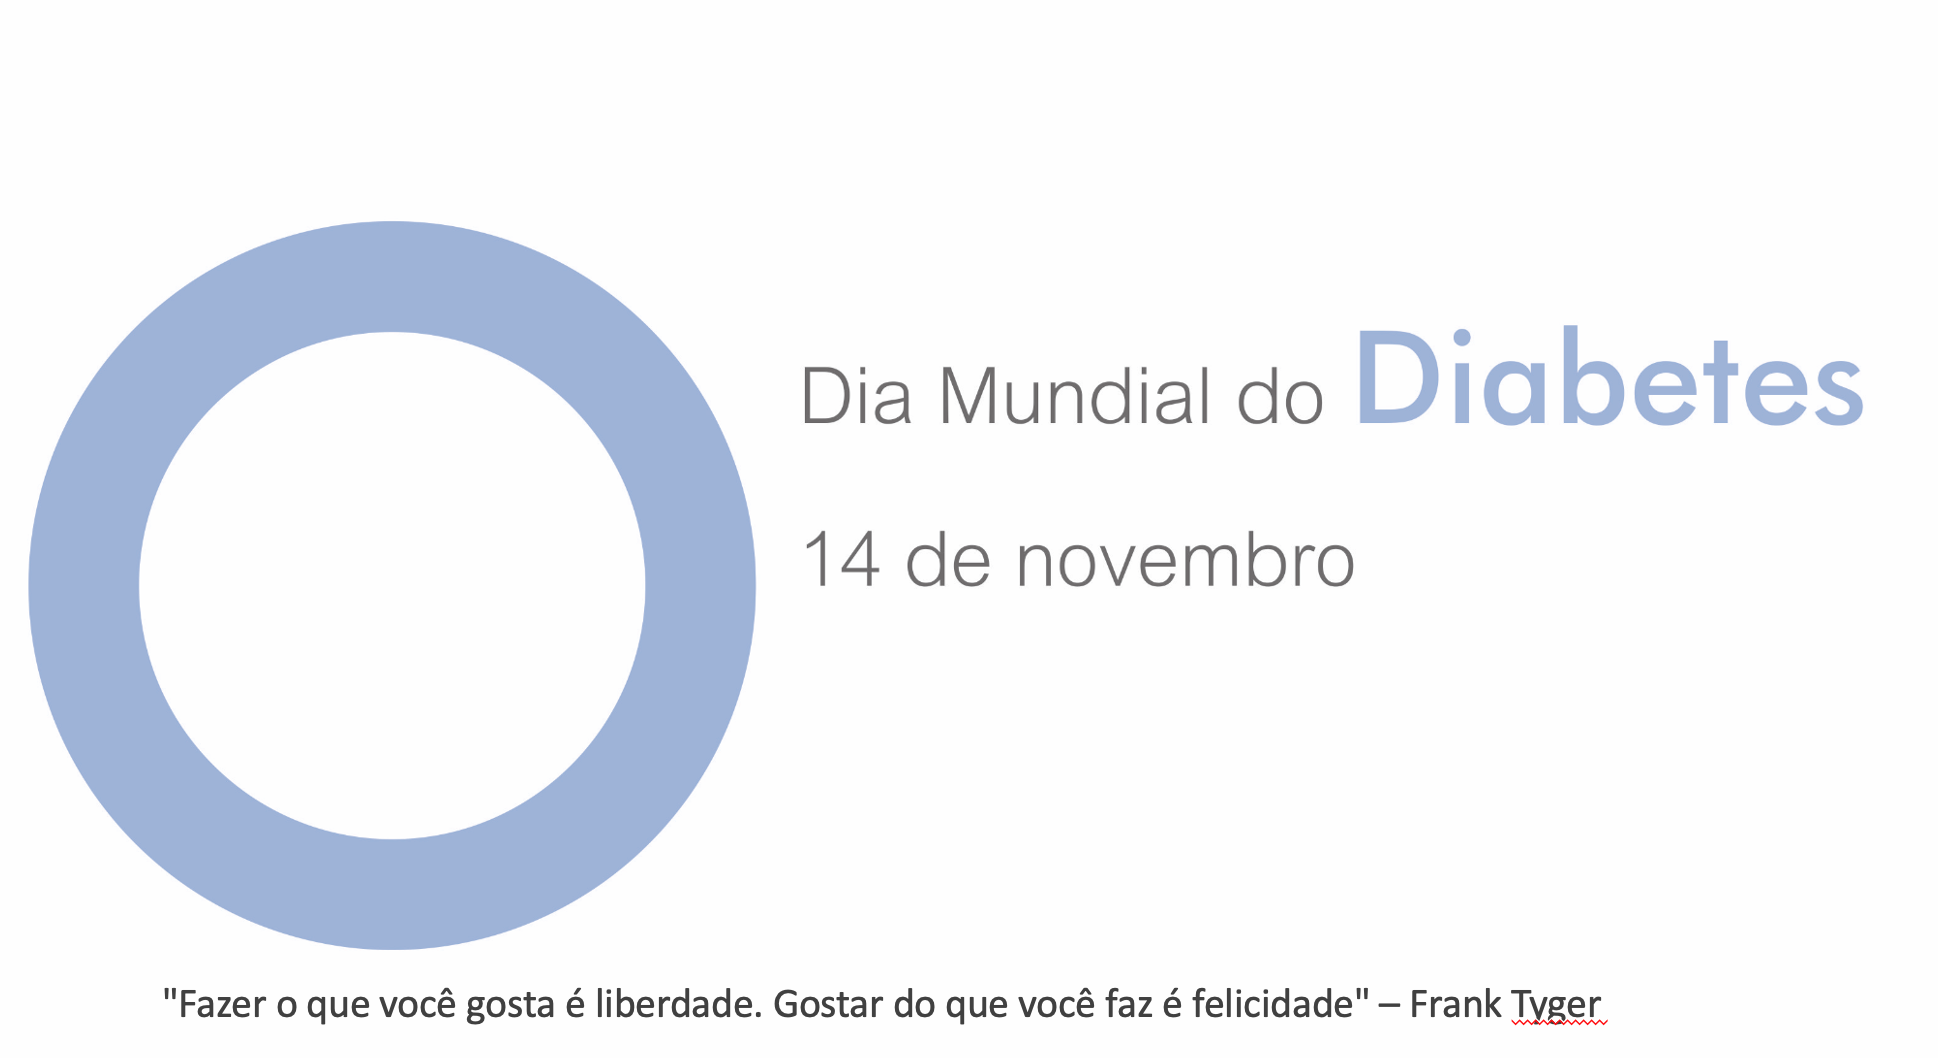 Dia Mundial do Diabetes
14 de novembro
"Fazer o que você gosta é liberdade. Gostar do que você faz é felicidade" – Frank Tyger